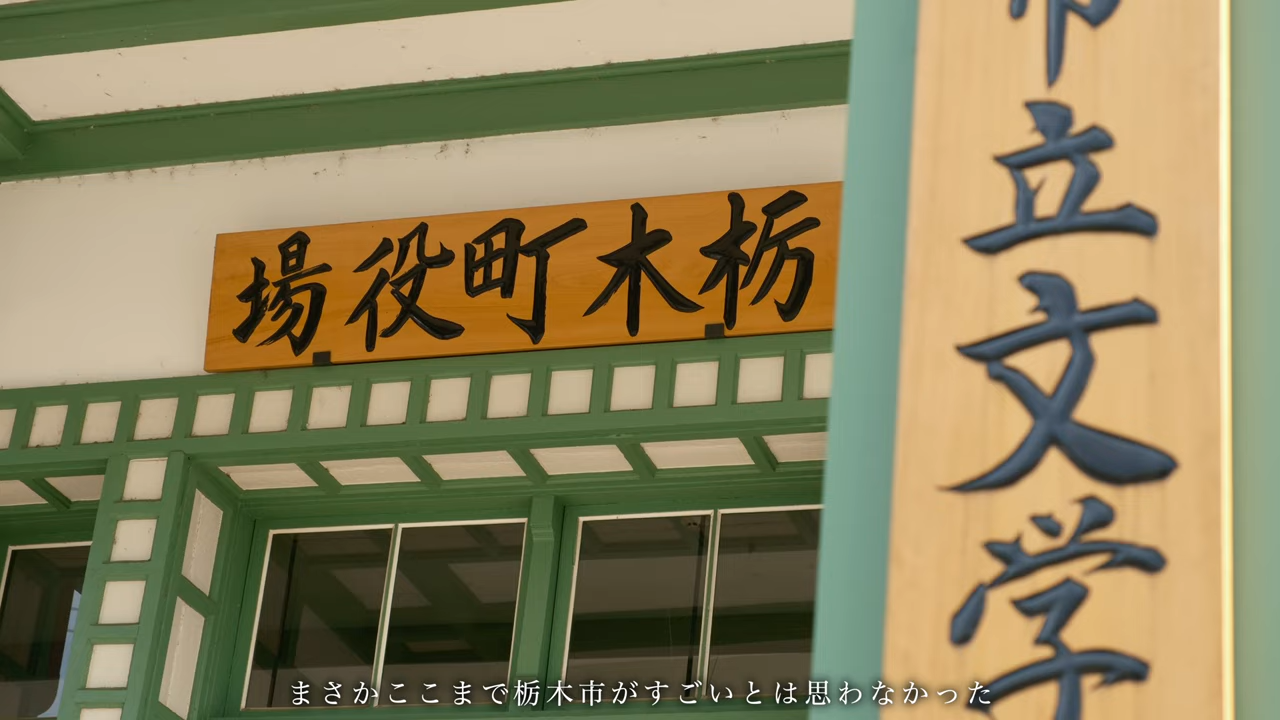 栃木町役場
市立文学
まさかここまで栃木市がすごいとは思わなかった